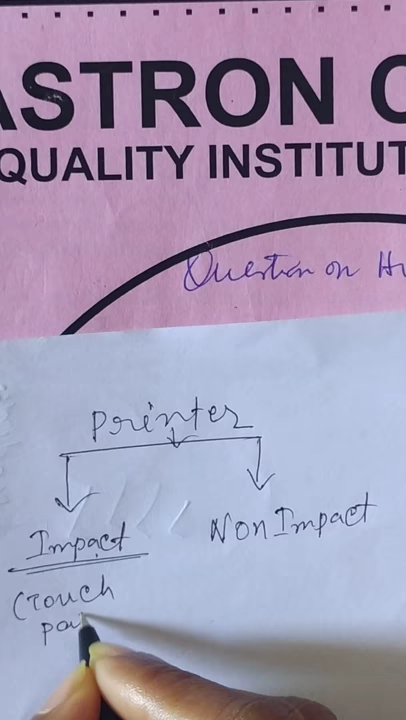 ASTRON C
QUALITY INSTITUT
Question on H
Printer
Impact
Non Impact
(Touch
pa